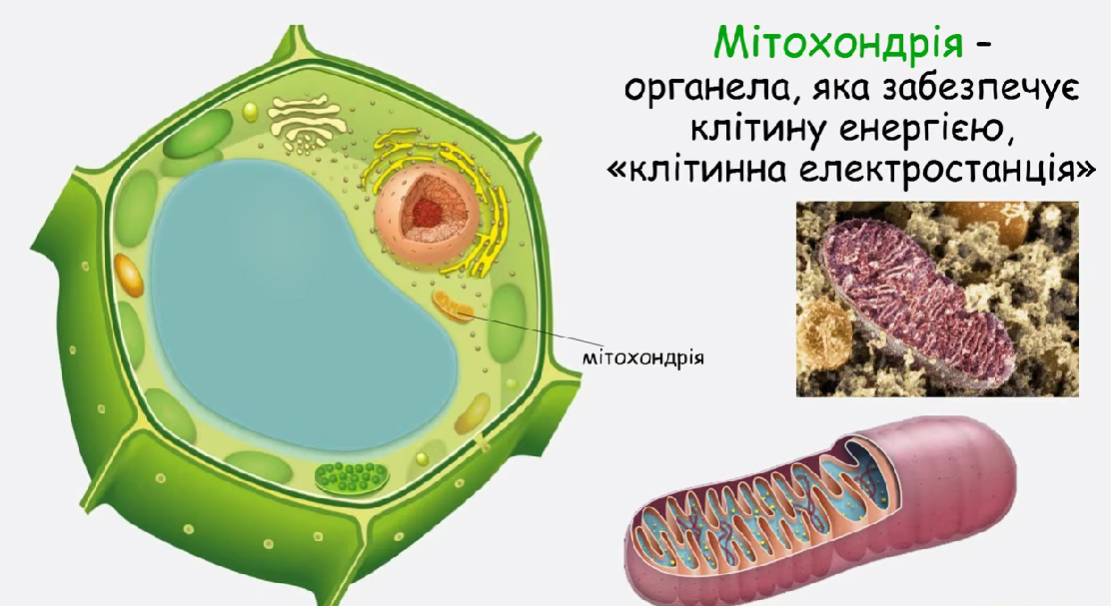 Мітохондрія –
органела, яка забезпечує
клітину енергією,
«клітинна електростанція»
мітохондрія